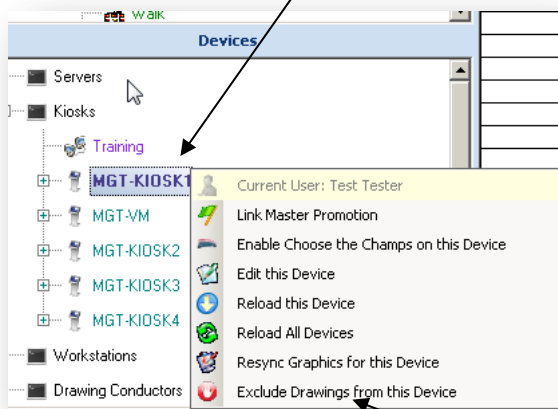 Walk
Devices
Servers
Kiosks
Training
MGT-KIOSK1
MGT-VM
MGT-KIOSK2
MGT-KIOSK3
MGT-KIOSK4
Workstations
Drawing Conductors
Current User: Test Tester
Link Master Promotion
Enable Choose the Champs on this Device
Edit this Device
Reload this Device
Reload All Devices
Resync Graphics for this Device
Exclude Drawings from this Device